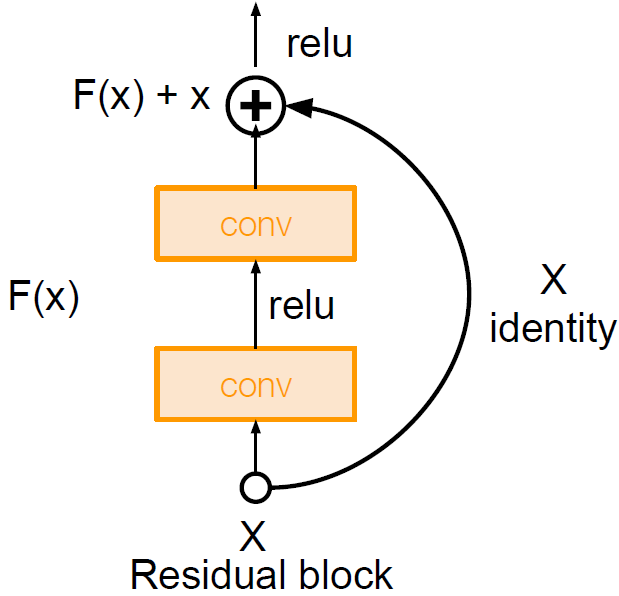 relu
F(x) + x
+
conv
F(x)
relu
X
identity
conv
X
Residual block